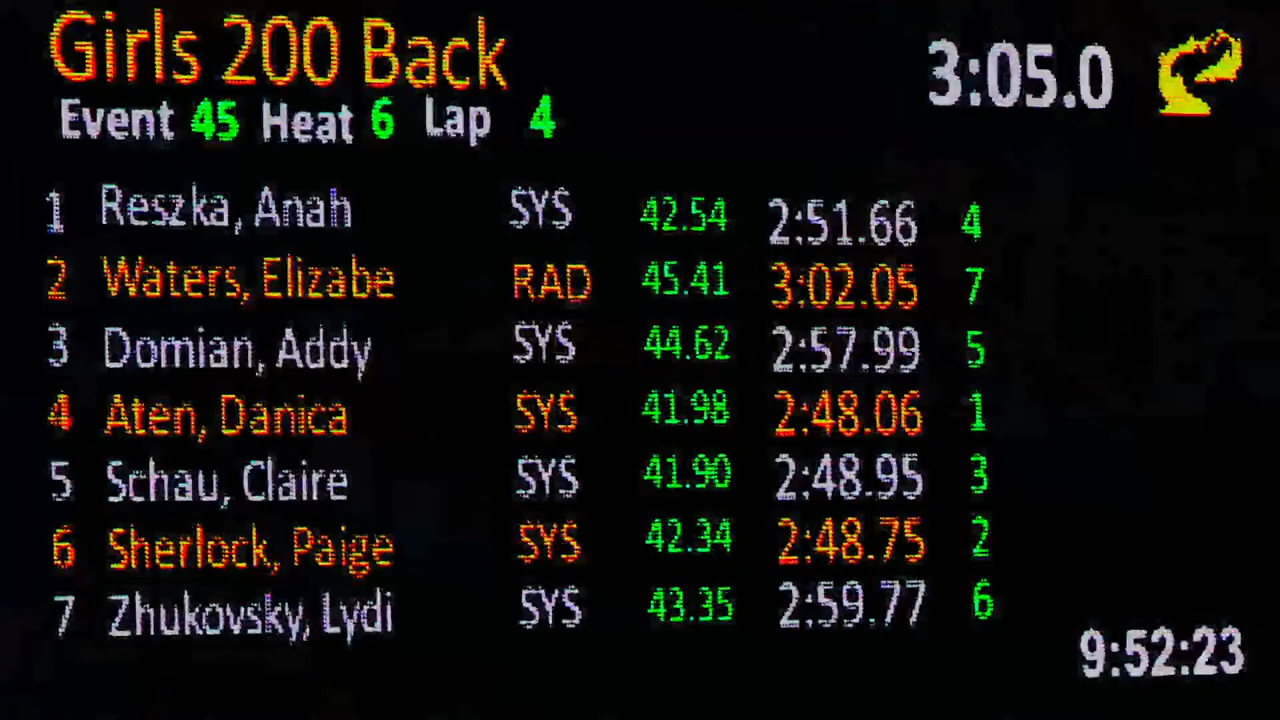 Girls 200 Back
3:05.0
Event 45 Heat 6 Lap 4
1 Reszka, Anah SYS 42.54 2:51.66 4
2 Waters, Elizabe RAD 45.41 3:02.05 7
3 Domian, Addy SYS 44.62 2:57.99 5
4 Aten, Danica SYS 41.98 2:48.06 1
5 Schau, Claire SYS 41.90 2:48.95 3
6 Sherlock, Paige SYS 42.34 2:48.75 2
7 Zhukovsky, Lydi SYS 43.35 2:59.77 6
9:52:23